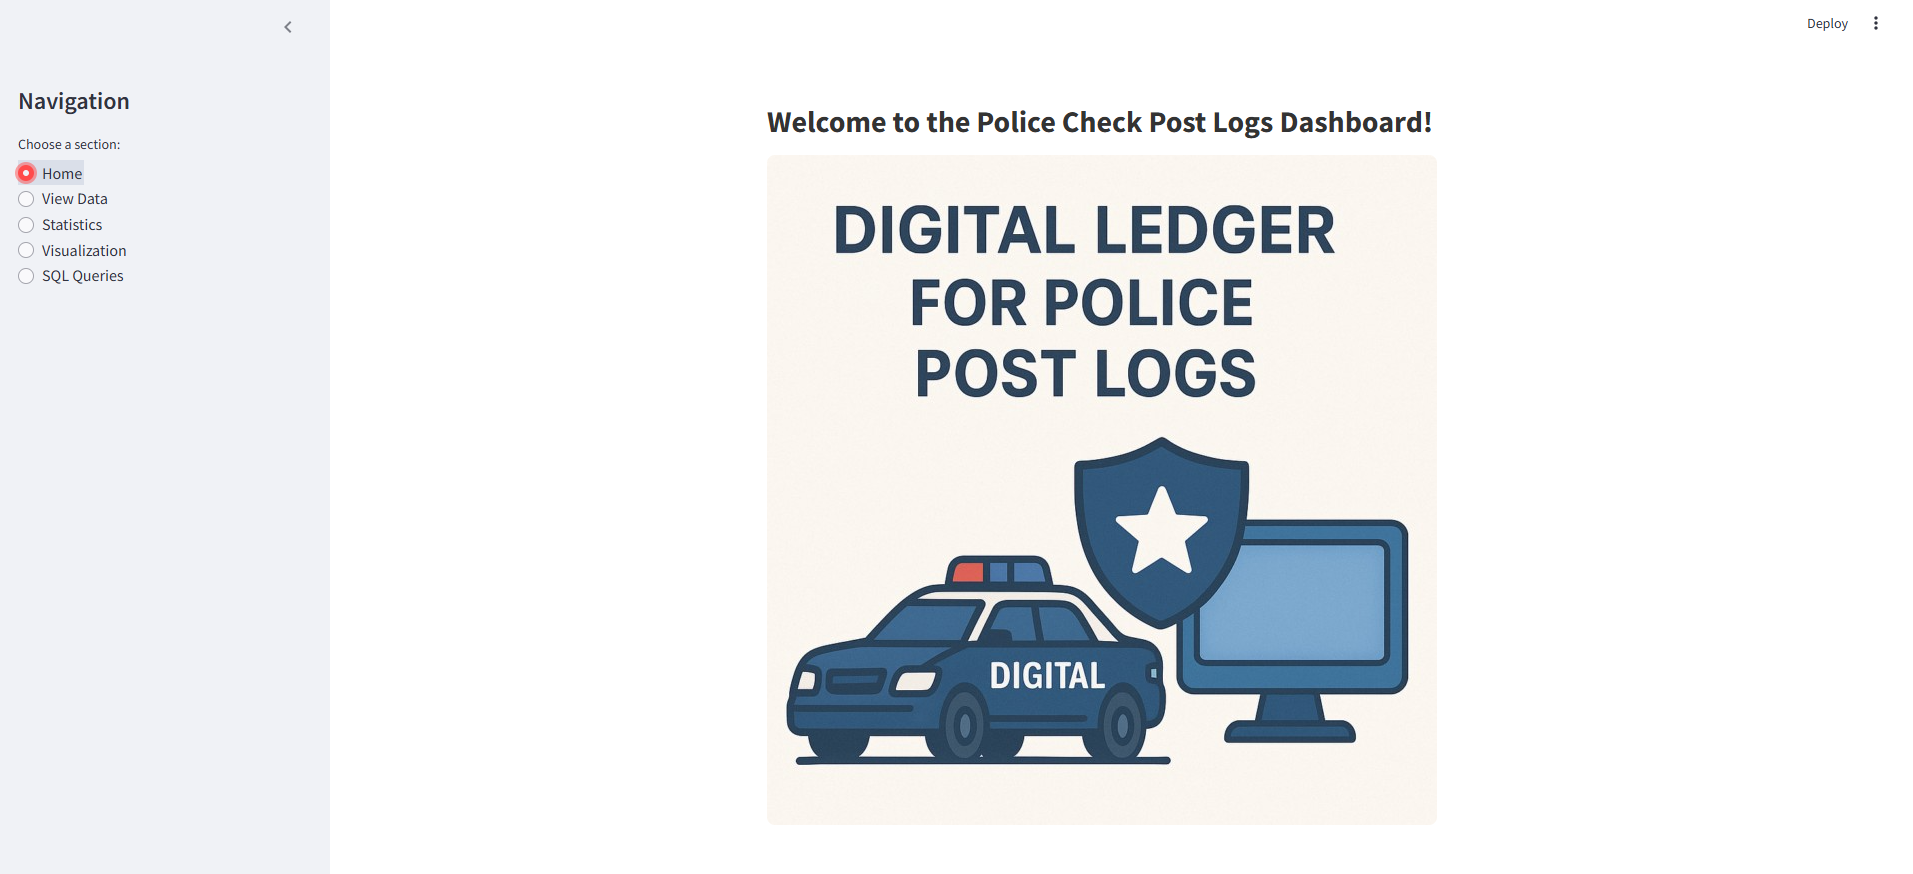 Deploy
Navigation
Choose a section:
Home
View Data
Statistics
Visualization
SQL Queries
Welcome to the Police Check Post Logs Dashboard!
DIGITAL LEDGER
FOR POLICE
POST LOGS
DIGITAL